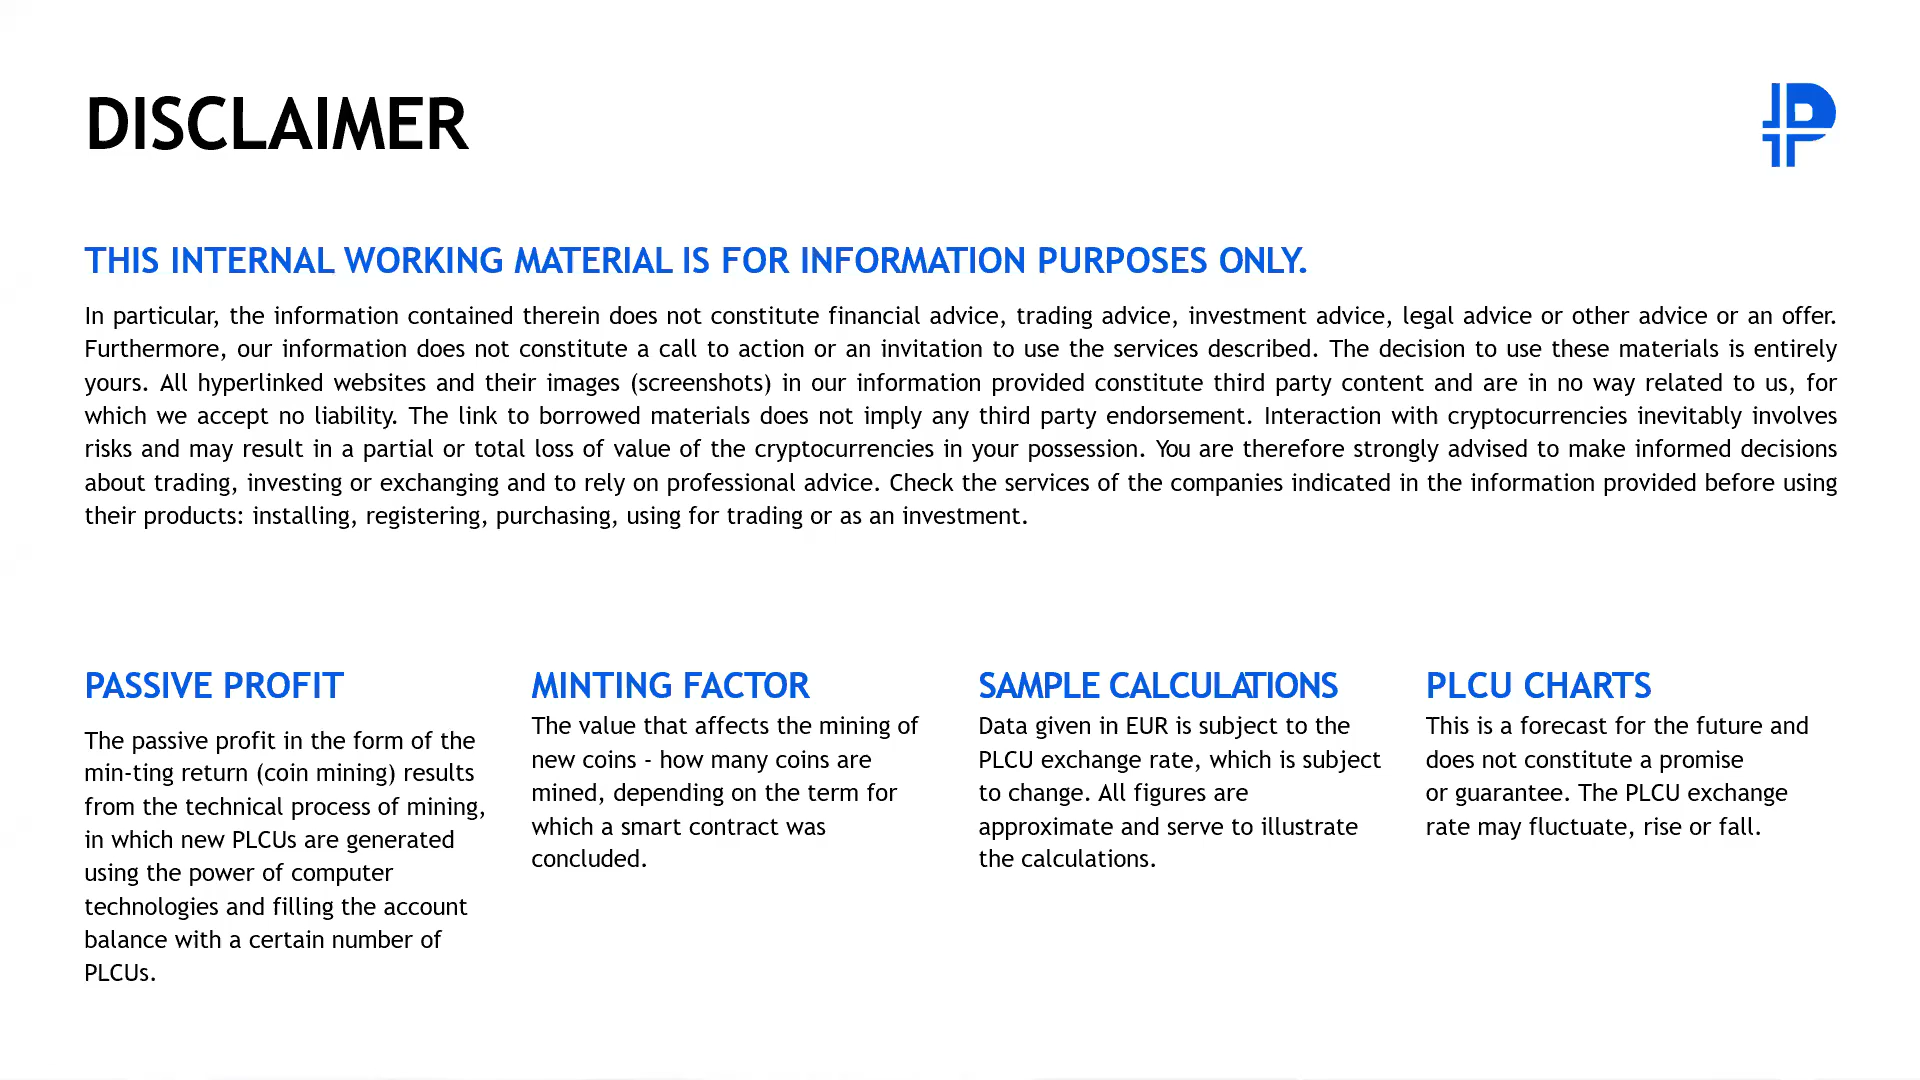 DISCLAIMER
THIS INTERNAL WORKING MATERIAL IS FOR INFORMATION PURPOSES ONLY.
In particular, the information contained therein does not constitute financial advice, trading advice, investment advice, legal advice or other advice or an offer.
Furthermore, our information does not constitute a call to action or an invitation to use the services described. The decision to use these materials is entirely
yours. All hyperlinked websites and their images (screenshots) in our information provided constitute third party content and are in no way related to us, for
which we accept no liability. The link to borrowed materials does not imply any third party endorsement. Interaction with cryptocurrencies inevitably involves
risks and may result in a partial or total loss of value of the cryptocurrencies in your possession. You are therefore strongly advised to make informed decisions
about trading, investing or exchanging and to rely on professional advice. Check the services of the companies indicated in the information provided before using
their products: installing, registering, purchasing, using for trading or as an investment.
PASSIVE PROFIT
The passive profit in the form of the
min-ting return (coin mining) results
from the technical process of mining,
in which new PLCUs are generated
using the power of computer
technologies and filling the account
balance with a certain number of
PLCUs.
MINTING FACTOR
The value that affects the mining of
new coins - how many coins are
mined, depending on the term for
which a smart contract was
concluded.
SAMPLE CALCULATIONS
Data given in EUR is subject to the
PLCU exchange rate, which is subject
to change. All figures are
approximate and serve to illustrate
the calculations.
PLCU CHARTS
This is a forecast for the future and
does not constitute a promise
or guarantee. The PLCU exchange
rate may fluctuate, rise or fall.